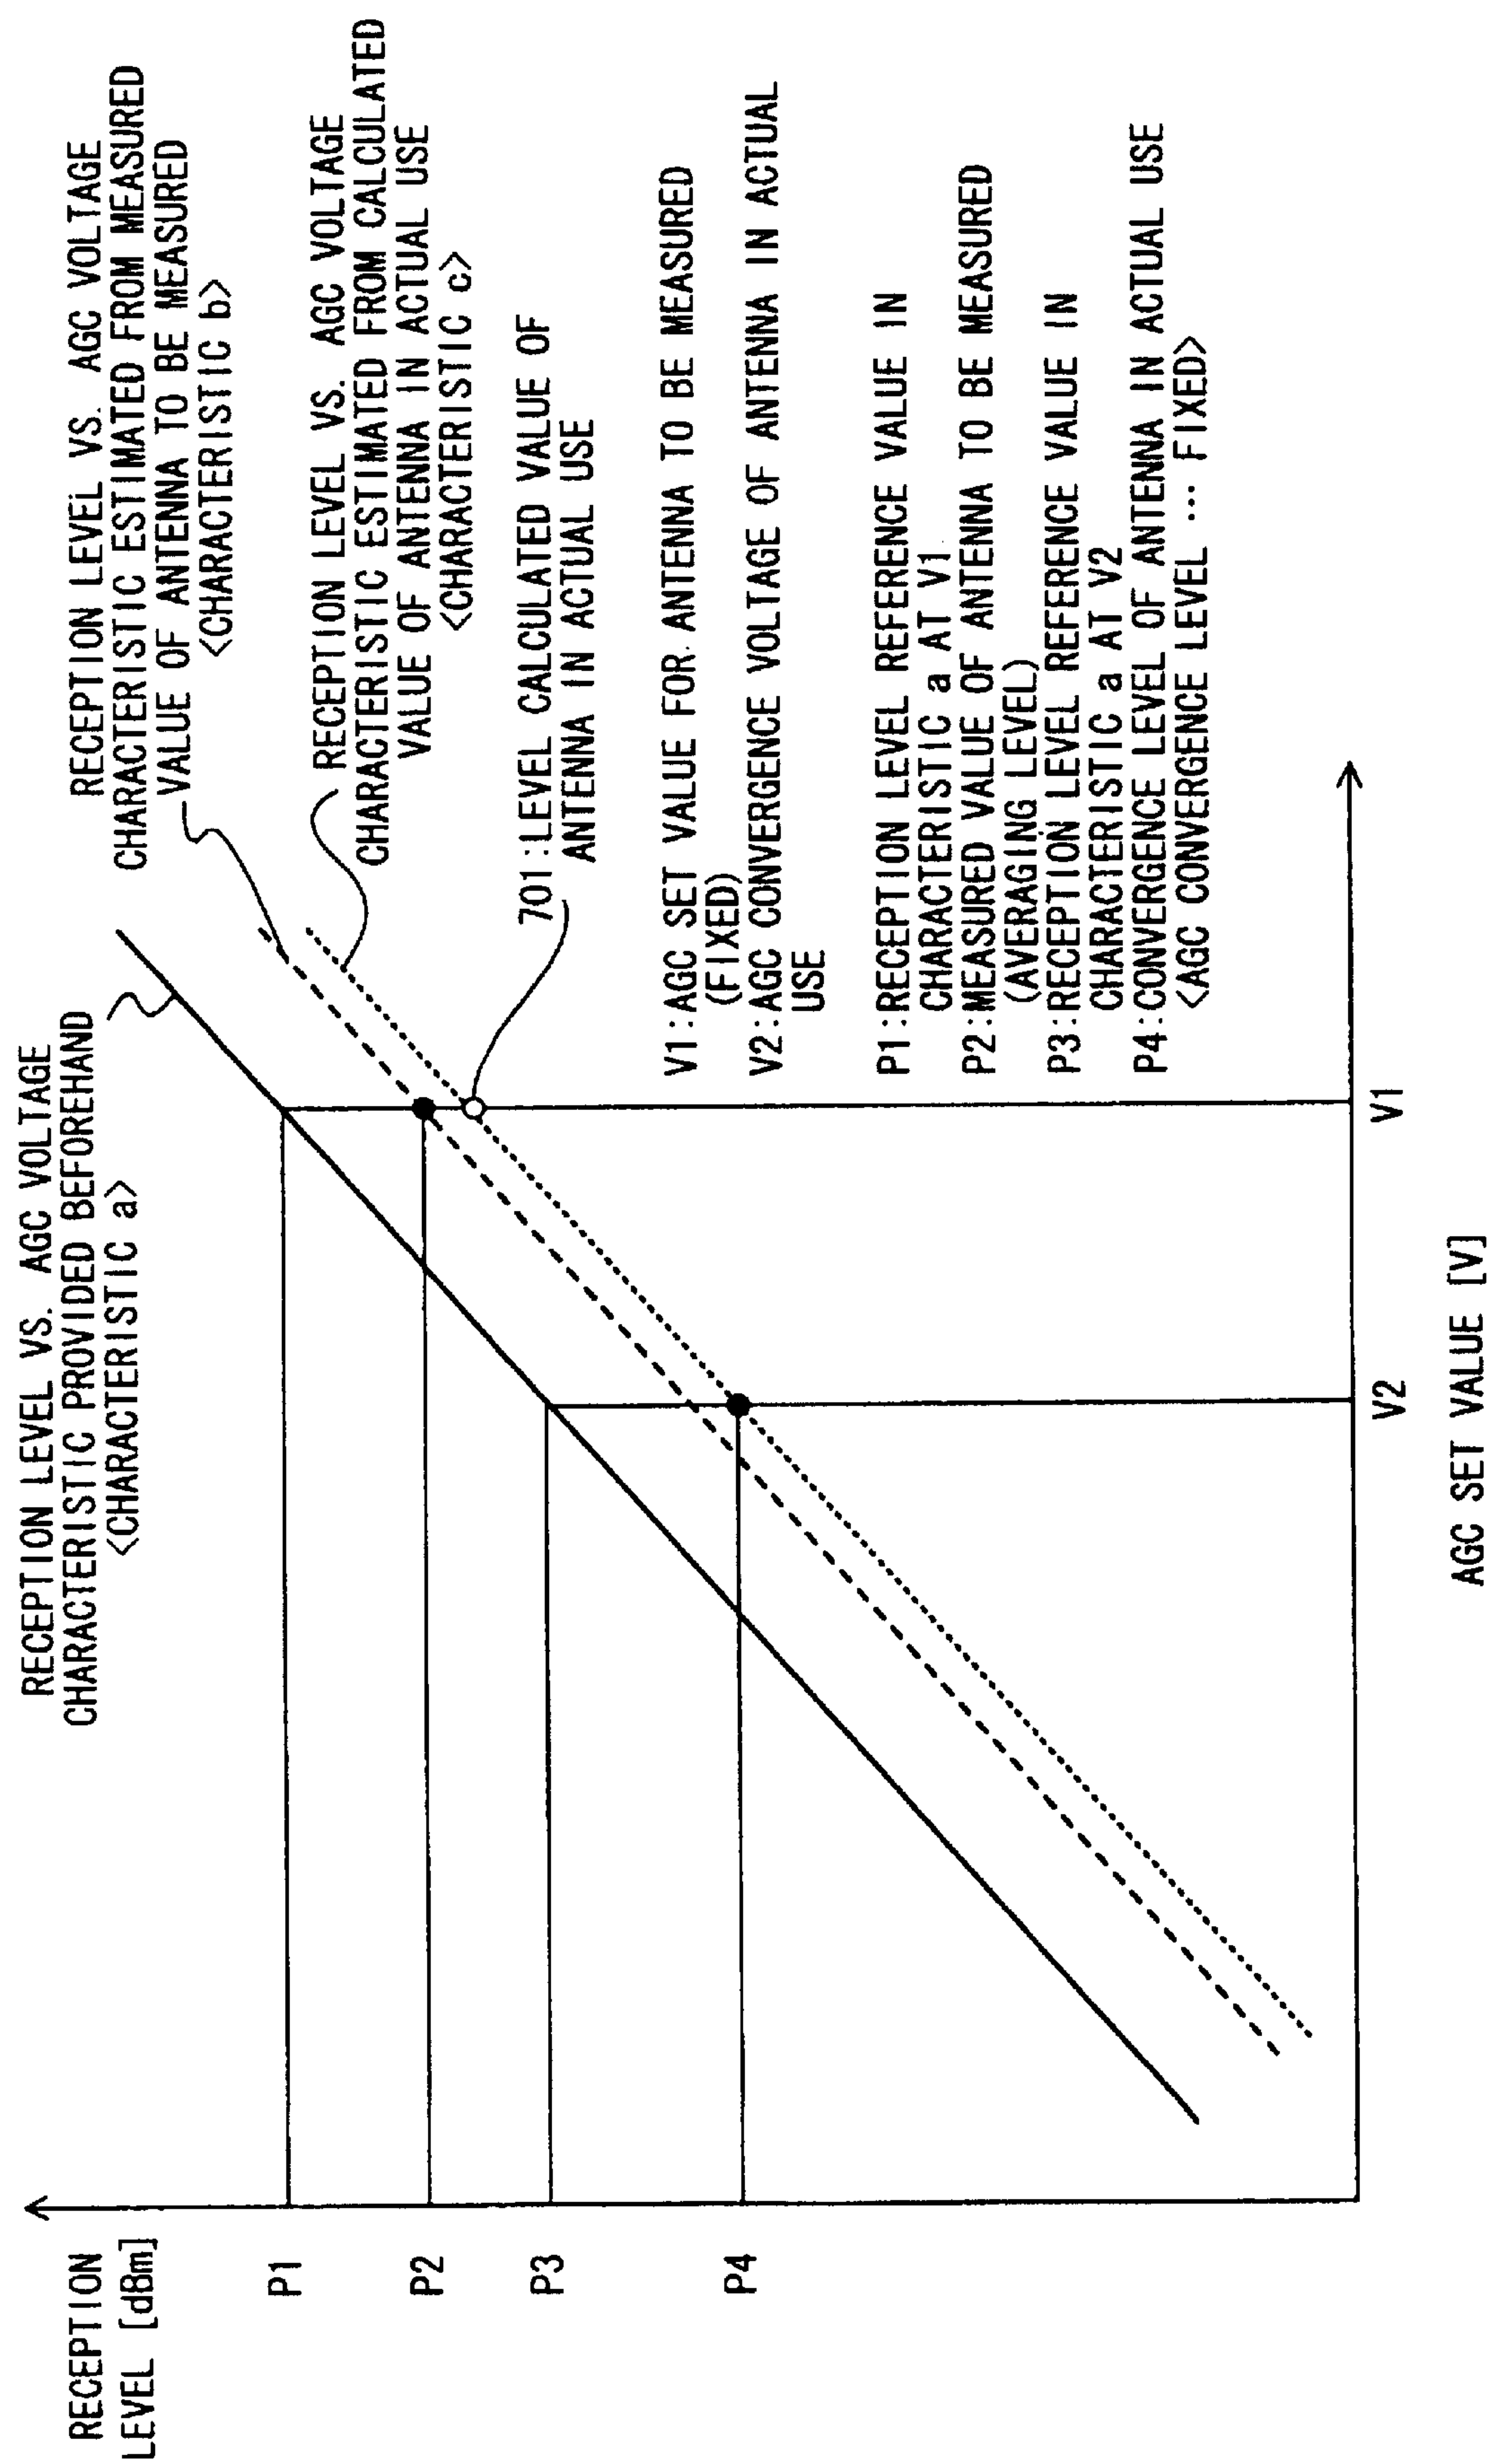 RECEPTION
LEVEL [dBm]
RECEPTION LEVEL VS. AGC VOLTAGE
CHARACTERISTIC PROVIDED BEFOREHAND
<CHARACTERISTIC a>
RECEPTION LEVEL VS. AGC VOLTAGE
CHARACTERISTIC ESTIMATED FROM MEASURED
VALUE OF ANTENNA TO BE MEASURED
<CHARACTERISTIC b>
RECEPTION LEVEL VS. AGC VOLTAGE
CHARACTERISTIC ESTIMATED FROM CALCULATED
VALUE OF ANTENNA IN ACTUAL USE
<CHARACTERISTIC c>
701:LEVEL CALCULATED VALUE OF
ANTENNA IN ACTUAL USE
P1
P2
P3
P4
V1:AGC SET VALUE FOR ANTENNA TO BE MEASURED
(FIXED)
V2:AGC CONVERGENCE VOLTAGE OF ANTENNA IN ACTUAL
USE
P1:RECEPTION LEVEL REFERENCE VALUE IN
CHARACTERISTIC a AT V1
P2:MEASURED VALUE OF ANTENNA TO BE MEASURED
(AVERAGING LEVEL)
P3:RECEPTION LEVEL REFERENCE VALUE IN
CHARACTERISTIC a AT V2
P4:CONVERGENCE LEVEL OF ANTENNA IN ACTUAL USE
<AGC CONVERGENCE LEVEL ... FIXED>
V2
V1
AGC SET VALUE [V]